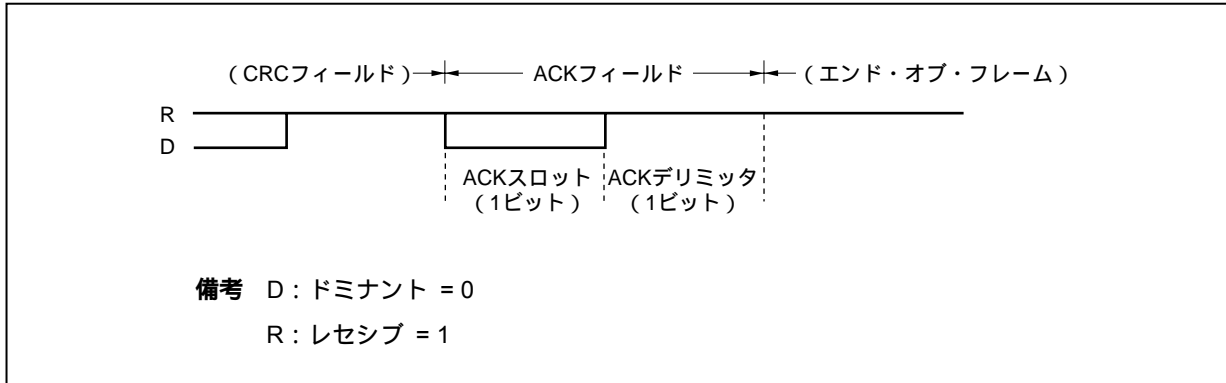 （CRCフィールド） ACKフィールド （エンド・オブ・フレーム）
R
D
ACKスロット ACKデリミッタ
（1ビット） （1ビット）
備考 D：ドミナント = 0
R：レセシブ = 1